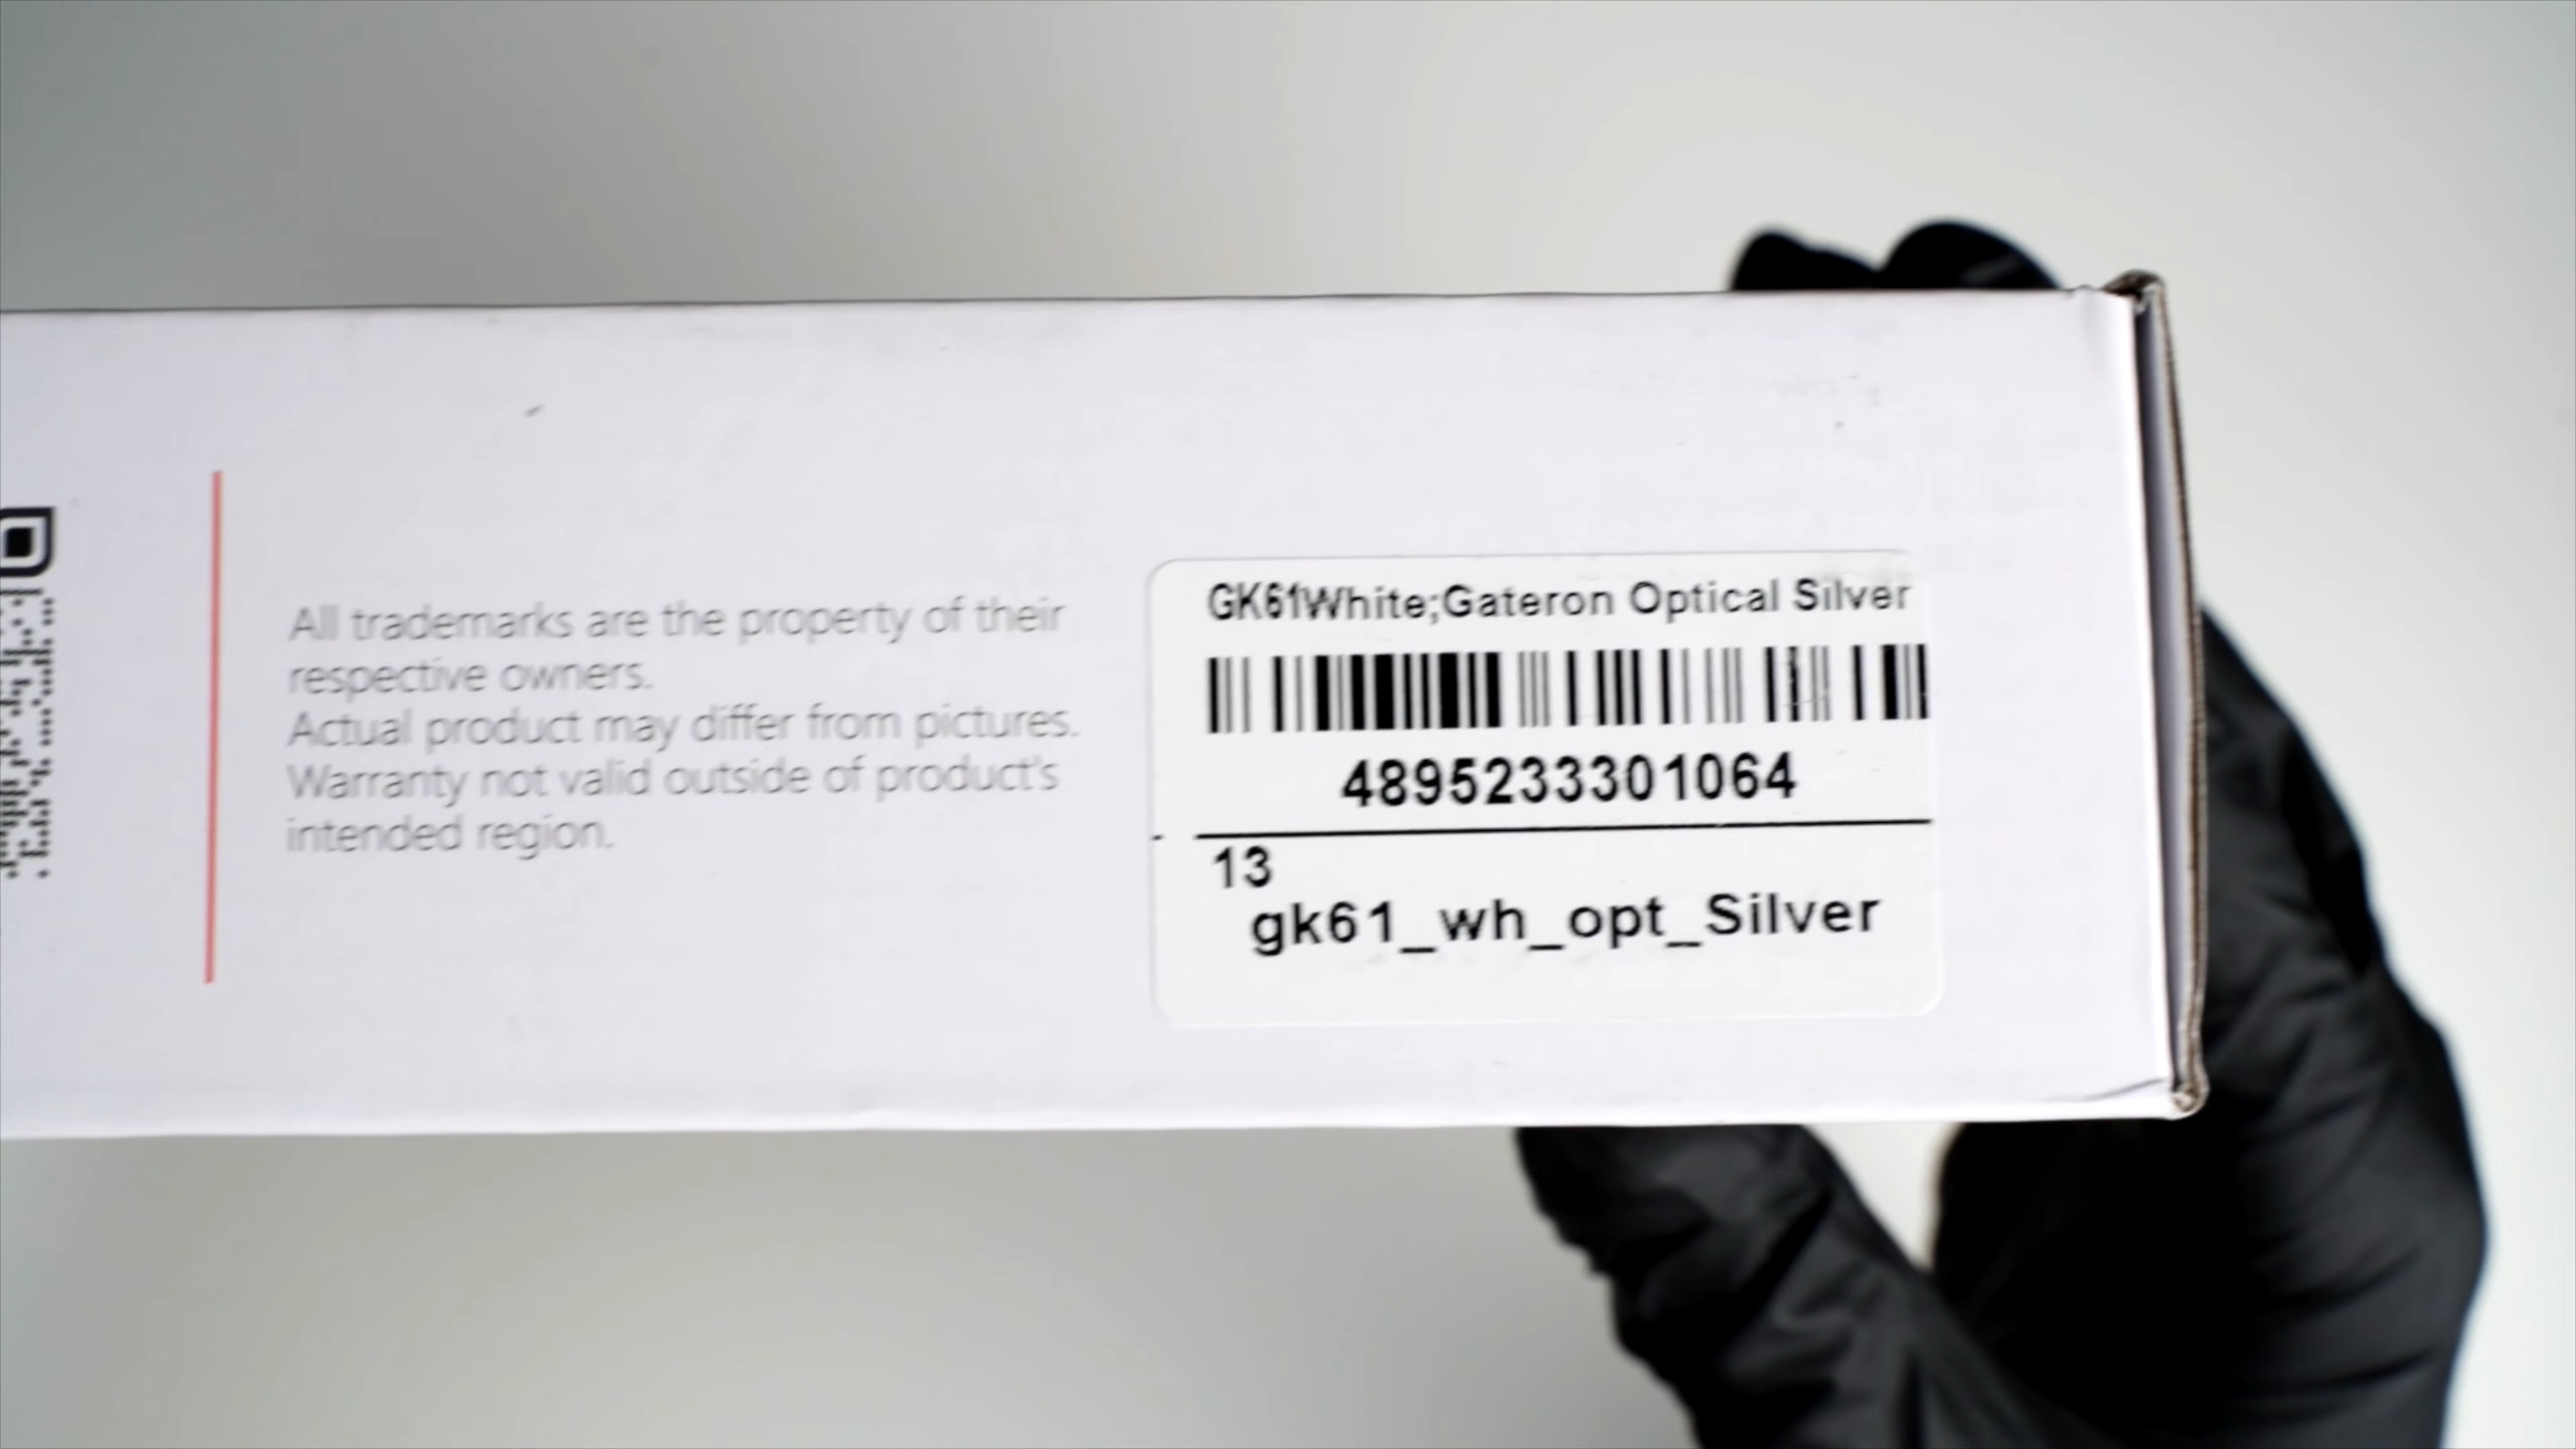 All trademarks are the property of their
respective owners.
Actual product may differ from pictures.
Warranty not valid outside of product's
intended region.
GK61White;Gateron Optical Silver
4895233301064
13
gk61_wh_opt_Silver